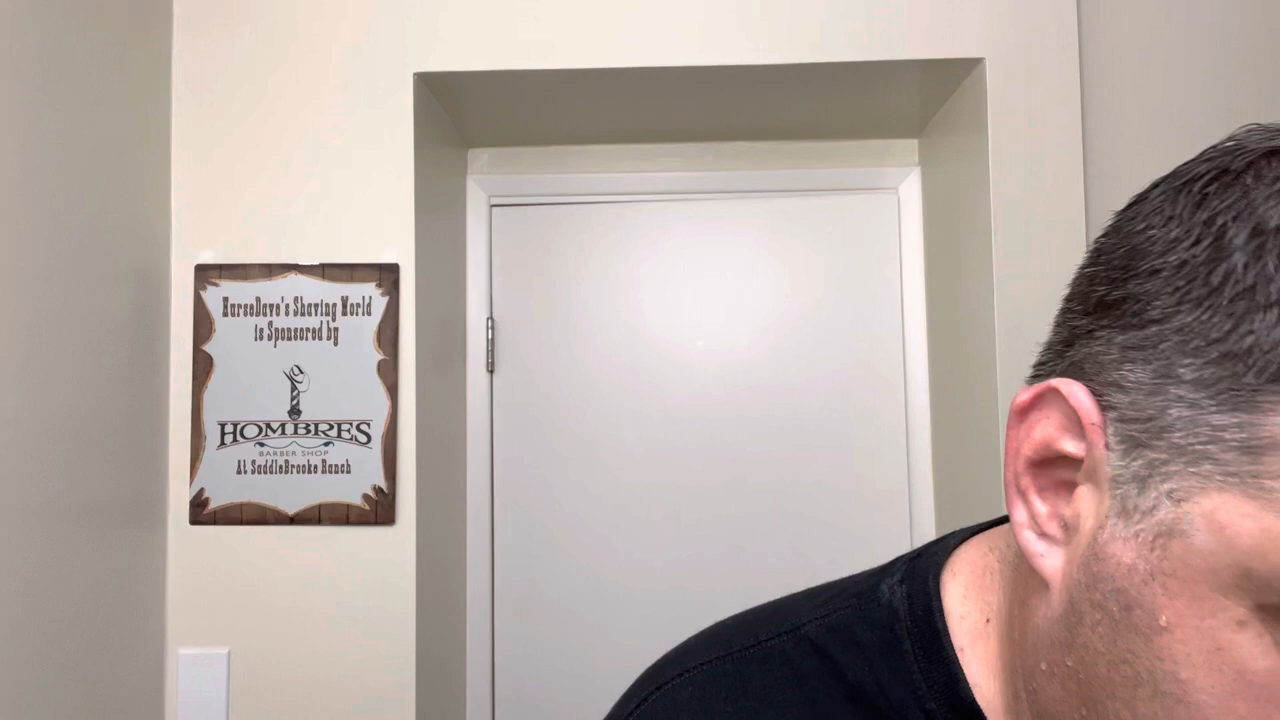 NurseDave's Shaving World
is Sponsored by
HOMBRES
BARBER SHOP
At SaddleBrooke Ranch